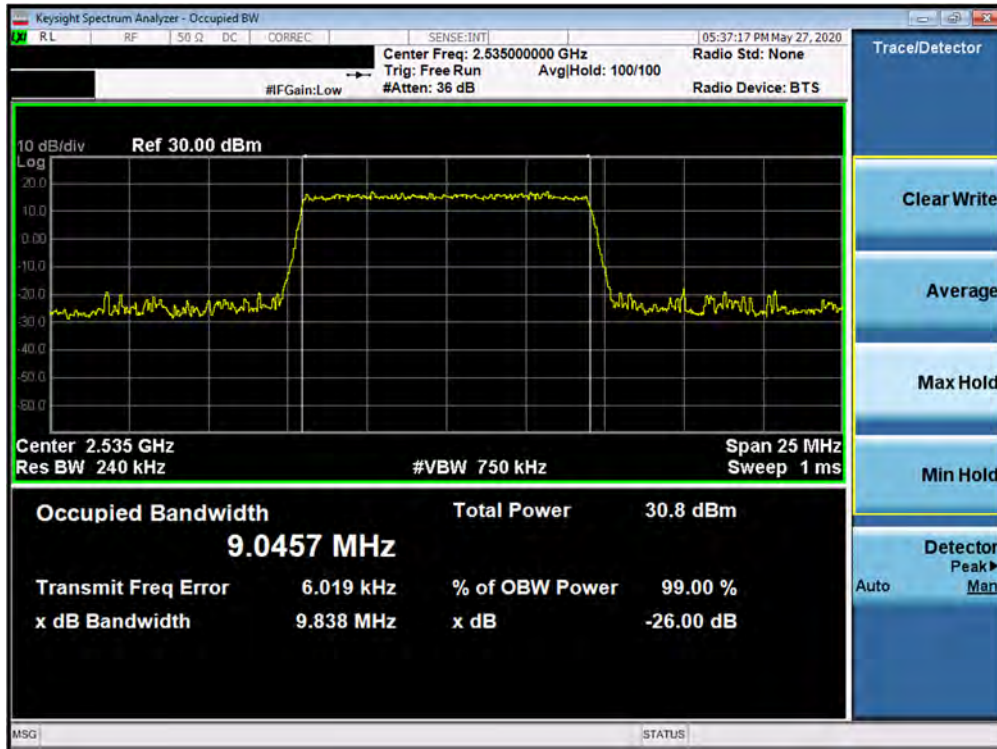 Keysight Spectrum Analyzer - Occupied BW
LXI RL RF 50 Ω DC CORREC SENSE:INT 05:37:17 PM May 27, 2020
Center Freq: 2.535000000 GHz Radio Std: None
Trig: Free Run Avg|Hold: 100/100
#IFGain:Low #Atten: 36 dB Radio Device: BTS
Trace/Detector
10 dB/div Ref 30.00 dBm
Log
20.0
10.0
0.00
-10.0
-20.0
-30.0
-40.0
-50.0
-60.0
Center 2.535 GHz Span 25 MHz
Res BW 240 kHz #VBW 750 kHz Sweep 1 ms
Occupied Bandwidth Total Power 30.8 dBm
9.0457 MHz
Transmit Freq Error 6.019 kHz % of OBW Power 99.00 %
x dB Bandwidth 9.838 MHz x dB -26.00 dB
Clear Write
Average
Max Hold
Min Hold
Detector
Peak▶
Auto Man
MSG STATUS